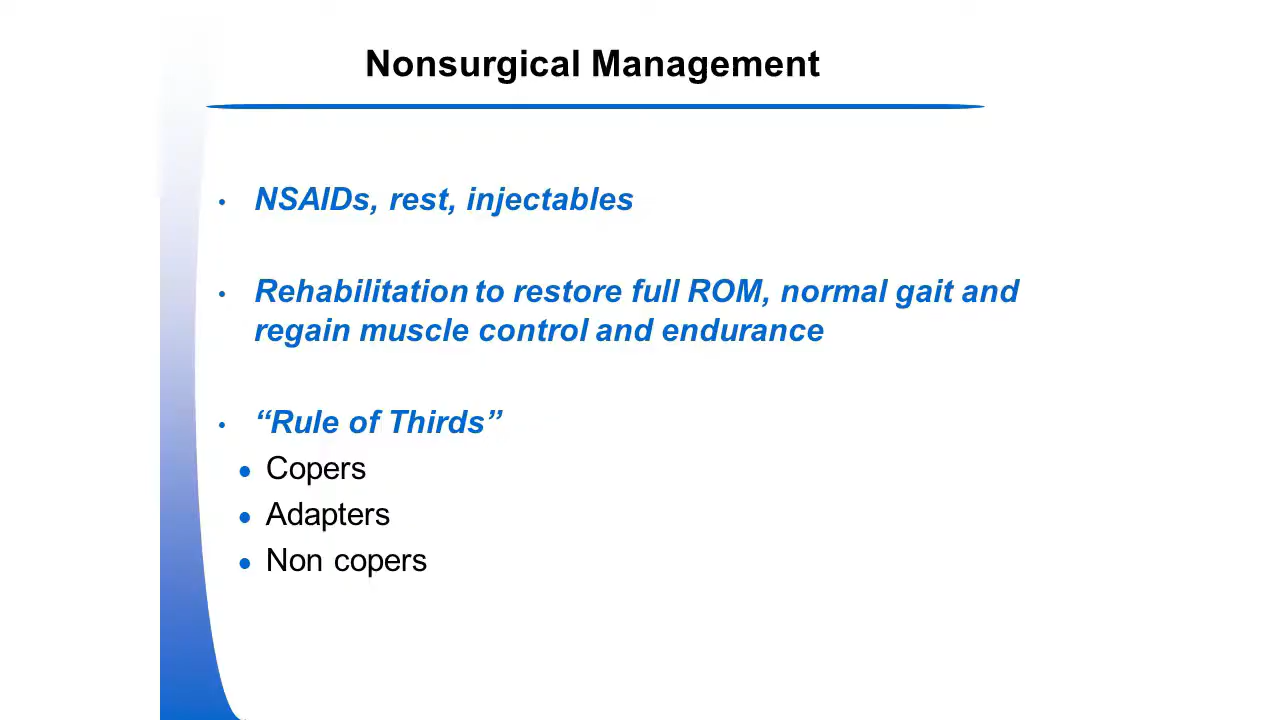 Nonsurgical Management
• NSAIDs, rest, injectables
• Rehabilitation to restore full ROM, normal gait and
regain muscle control and endurance
• “Rule of Thirds”
● Copers
● Adapters
● Non copers